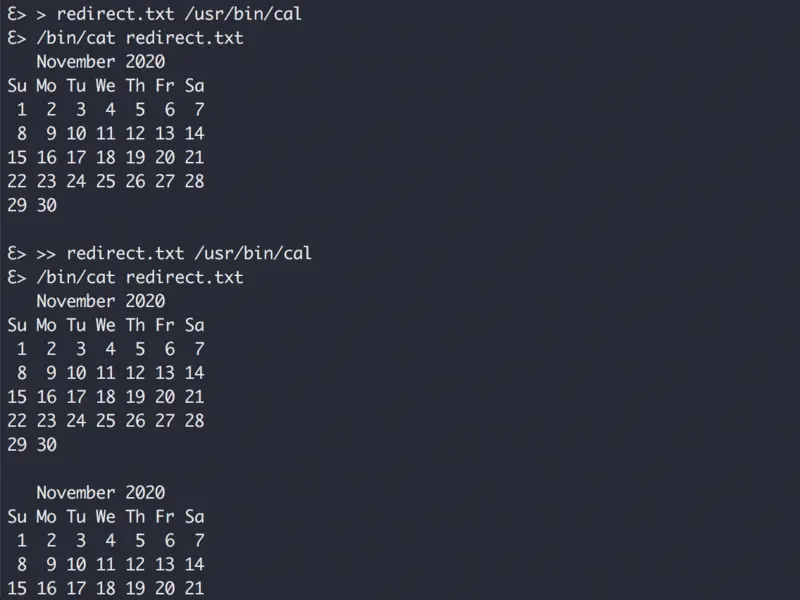 Ɛ> > redirect.txt /usr/bin/cal
Ɛ> /bin/cat redirect.txt
   November 2020
Su Mo Tu We Th Fr Sa
 1  2  3  4  5  6  7
 8  9 10 11 12 13 14
15 16 17 18 19 20 21
22 23 24 25 26 27 28
29 30

Ɛ> >> redirect.txt /usr/bin/cal
Ɛ> /bin/cat redirect.txt
   November 2020
Su Mo Tu We Th Fr Sa
 1  2  3  4  5  6  7
 8  9 10 11 12 13 14
15 16 17 18 19 20 21
22 23 24 25 26 27 28
29 30

   November 2020
Su Mo Tu We Th Fr Sa
 1  2  3  4  5  6  7
 8  9 10 11 12 13 14
15 16 17 18 19 20 21